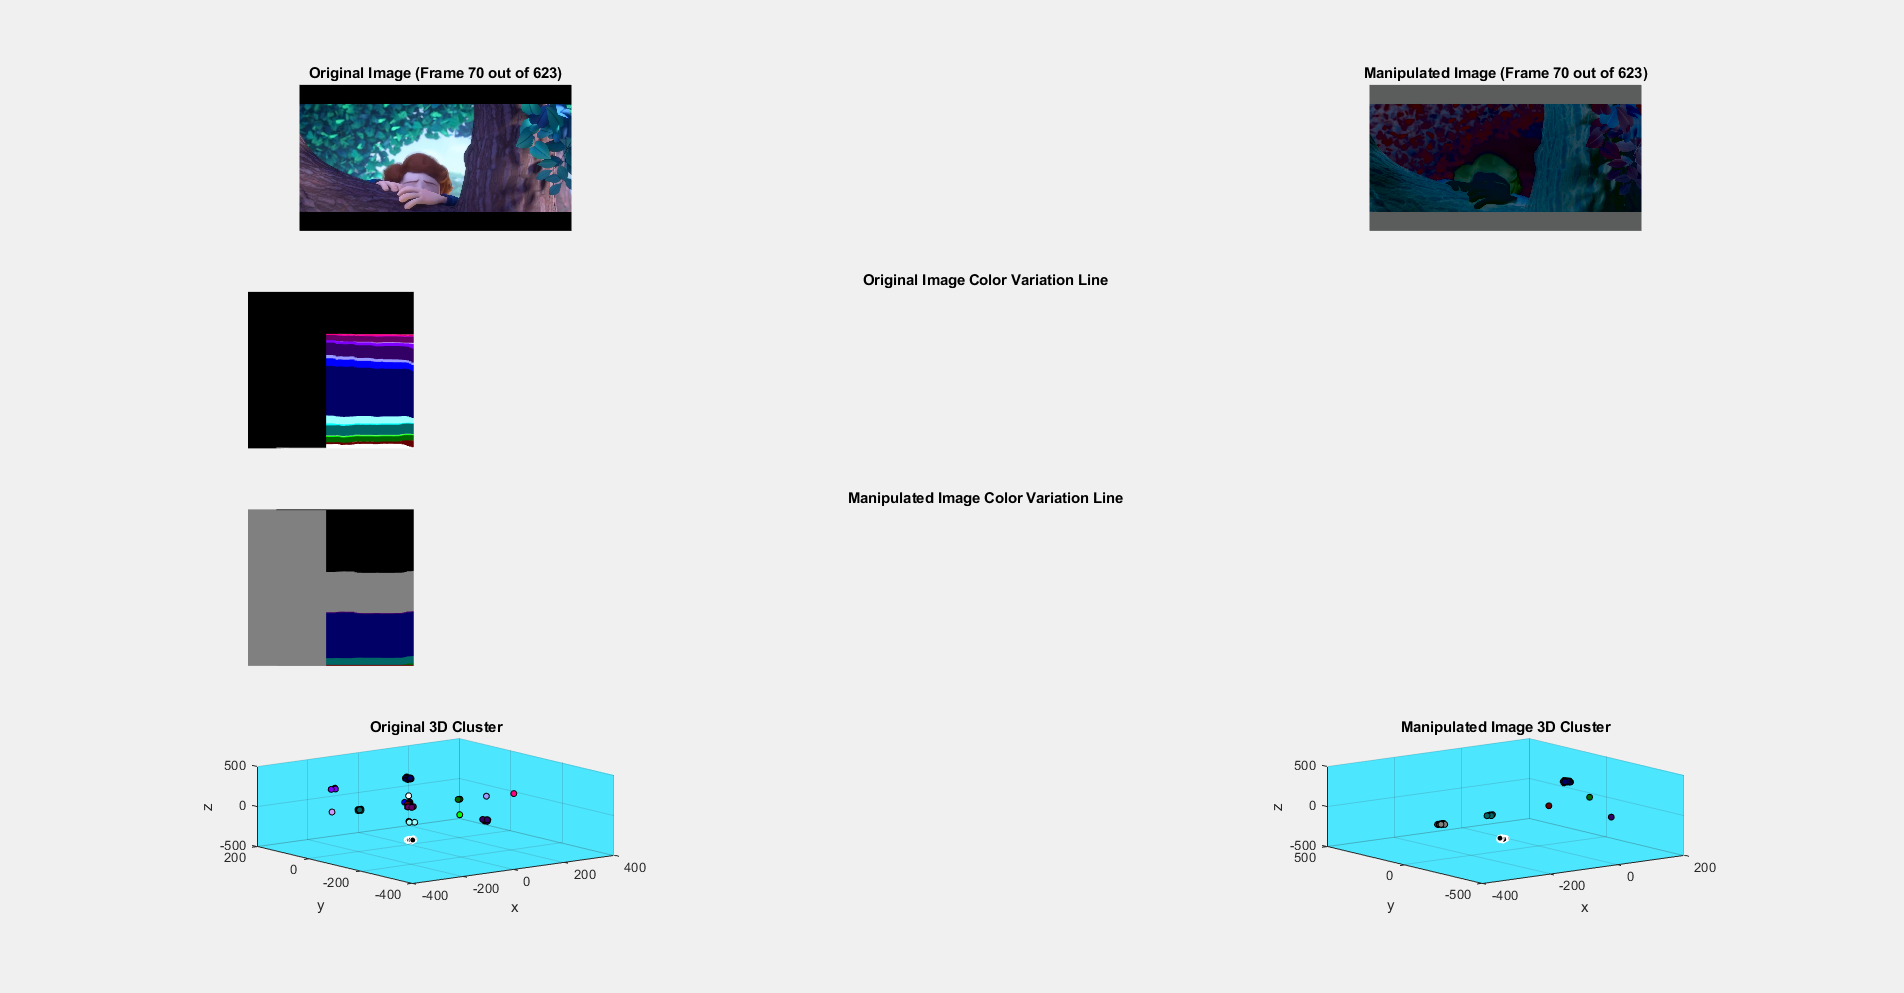 Original Image (Frame 70 out of 623)
Manipulated Image (Frame 70 out of 623)
Original Image Color Variation Line
Manipulated Image Color Variation Line
Original 3D Cluster
500
0
-500
z
200
0
-200
-400
y
-400
-200
0
200
400
x
Manipulated Image 3D Cluster
500
0
-500
z
500
0
-500
y
-400
-200
0
200
x